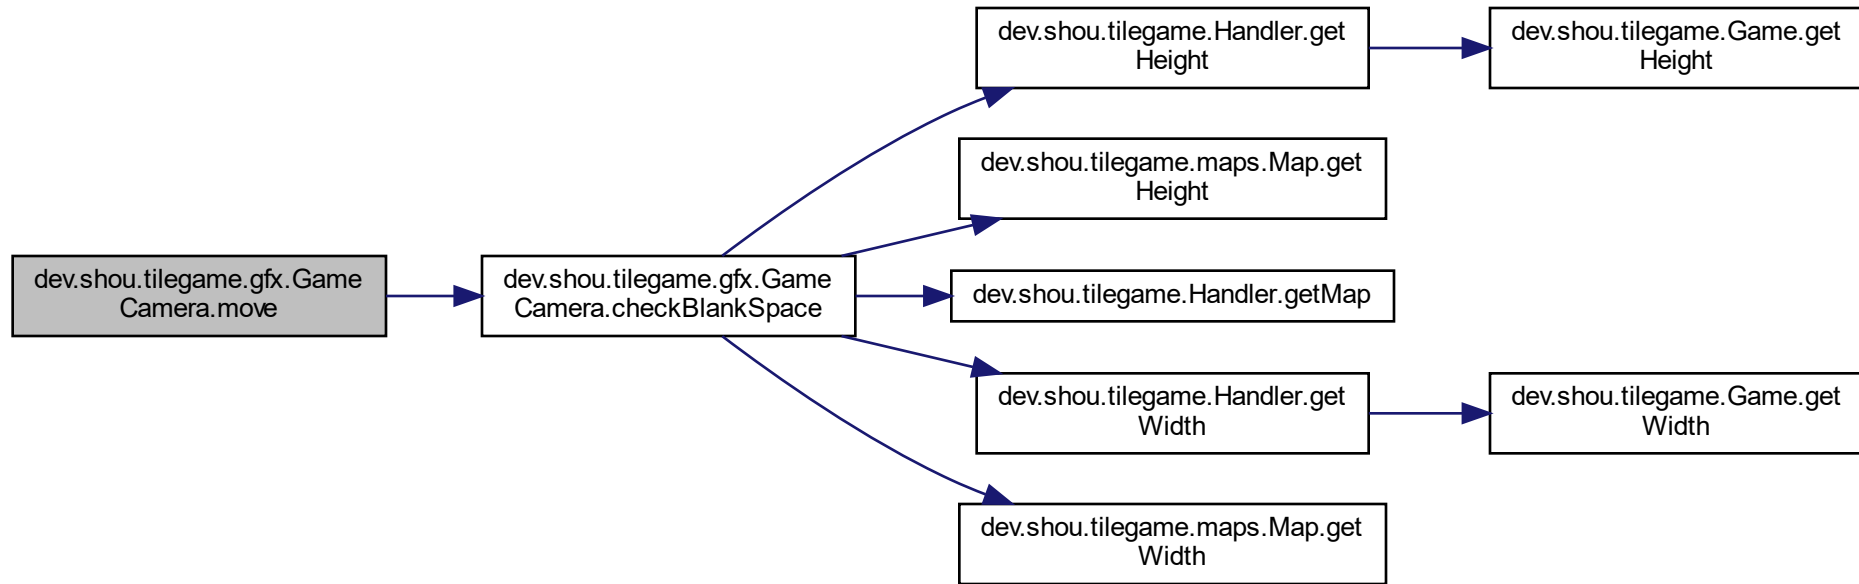 dev.shou.tilegame.gfx.Game
Camera.move
dev.shou.tilegame.gfx.Game
Camera.checkBlankSpace
dev.shou.tilegame.Handler.get
Height
dev.shou.tilegame.Game.get
Height
dev.shou.tilegame.maps.Map.get
Height
dev.shou.tilegame.Handler.getMap
dev.shou.tilegame.Handler.get
Width
dev.shou.tilegame.Game.get
Width
dev.shou.tilegame.maps.Map.get
Width